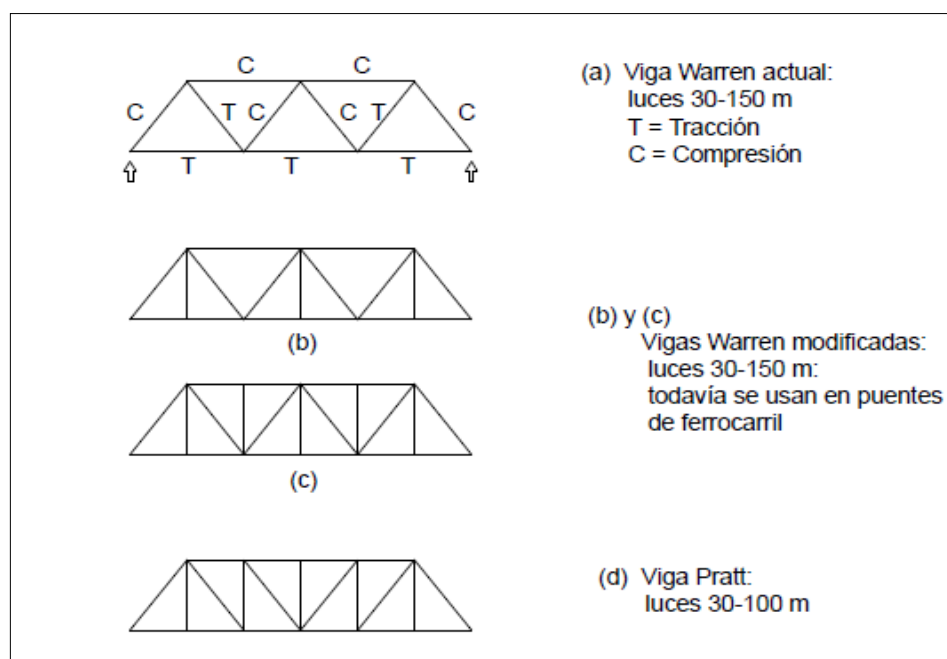 C C
(a) Viga Warren actual:
luces 30-150 m
T = Tracción
C = Compresión
C T C C T C
T T T
(b)
(b) y (c)
Vigas Warren modificadas:
luces 30-150 m:
todavía se usan en puentes
de ferrocarril
(c)
(d) Viga Pratt:
luces 30-100 m